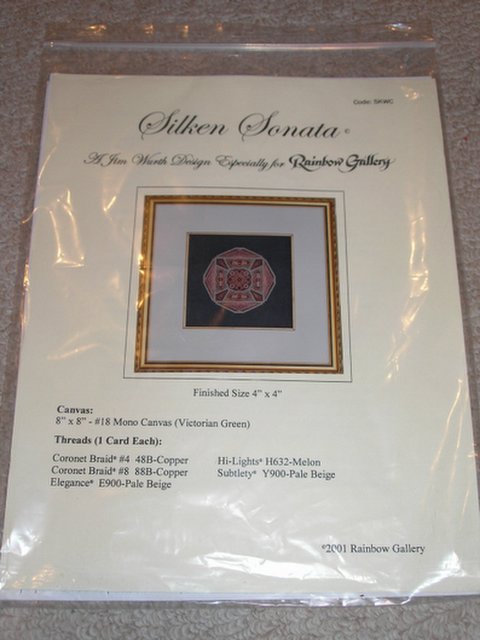 Code: SKWC
Silken Sonata ©
A Jim Wurth Design Especially for Rainbow Gallery
Finished Size 4" x 4"
Canvas:
8" x 8" - #18 Mono Canvas (Victorian Green)
Threads (1 Card Each):
Coronet Braid® #4 48B-Copper
Hi-Lights® H632-Melon
Coronet Braid® #8 88B-Copper
Subtlety® Y900-Pale Beige
Elegance® E900-Pale Beige
©2001 Rainbow Gallery